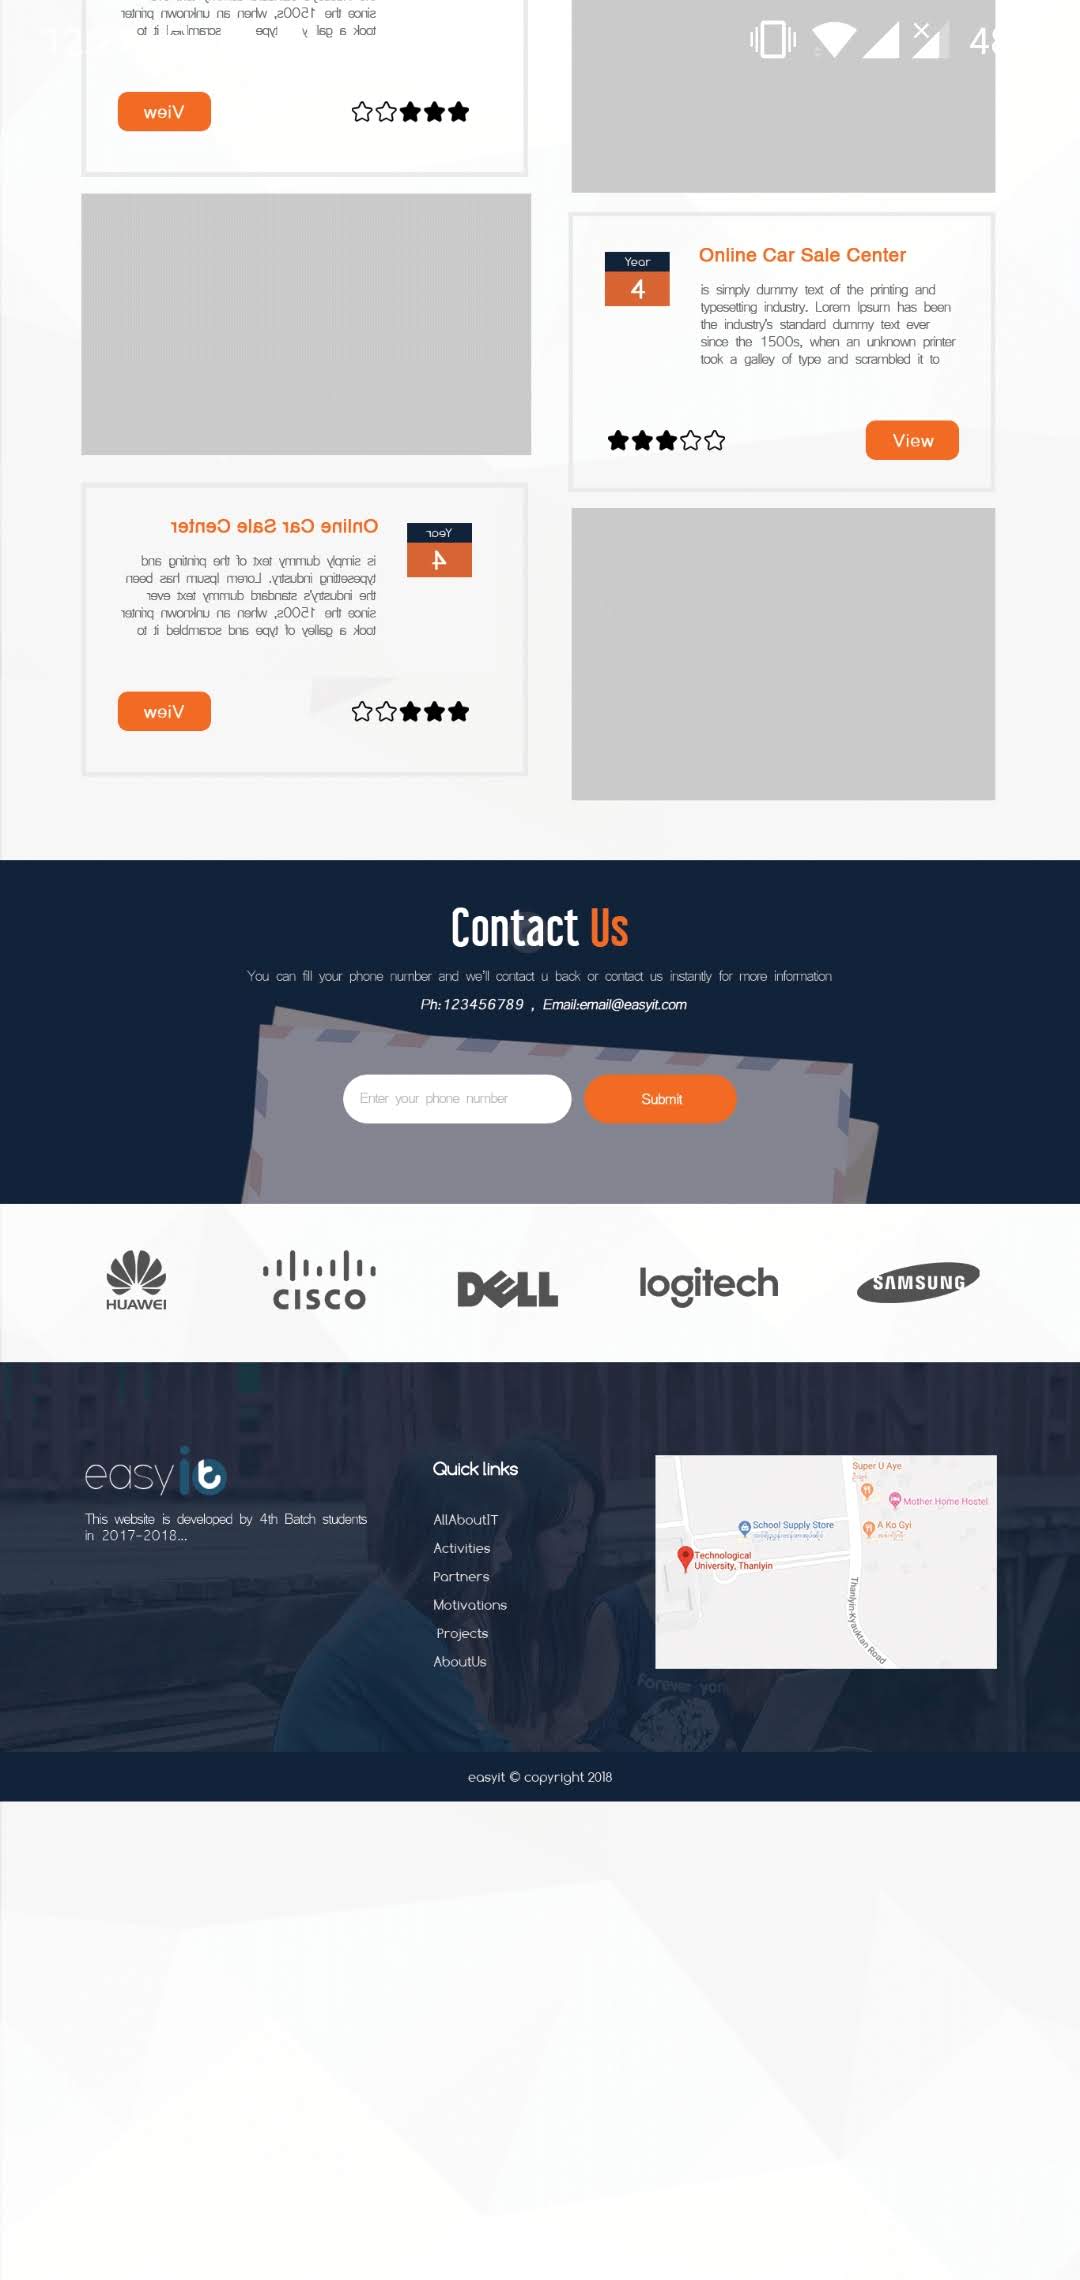 since the 1500s, when an unknown printer
took a
type
scrambled it to
48
View
Year
4
Online Car Sale Center
is simply dummy text of the printing and
typesetting industry. Lorem Ipsum has been
the industry's standard dummy text ever
since the 1500s, when an unknown printer
took a galley of type and scrambled it to
View
Online Car Sale Center
Year
4
is simply dummy text of the printing and
typesetting industry. Lorem Ipsum has been
the industry's standard dummy text ever
since the 1500s, when an unknown printer
took a galley of type and scrambled it to
View
Contact Us
You can fill your phone number and we'll contact u back or contact us instantly for more information
Ph:123456789 , Email:email@easyit.com
Enter your phone number
Submit
HUAWEI
CISCO
DELL
logitech
SAMSUNG
easyit
This website is developed by 4th Batch students
in 2017-2018...
Quick links
AllAboutIT
Activities
Partners
Motivations
Projects
AboutUs
Super U Aye
Mother Home Hostel
School Supply Store
A Ko Gyi
Technological
University, Thanlyin
Thanlyin-Kyauktan Road
Forever young
easyit © copyright 2018